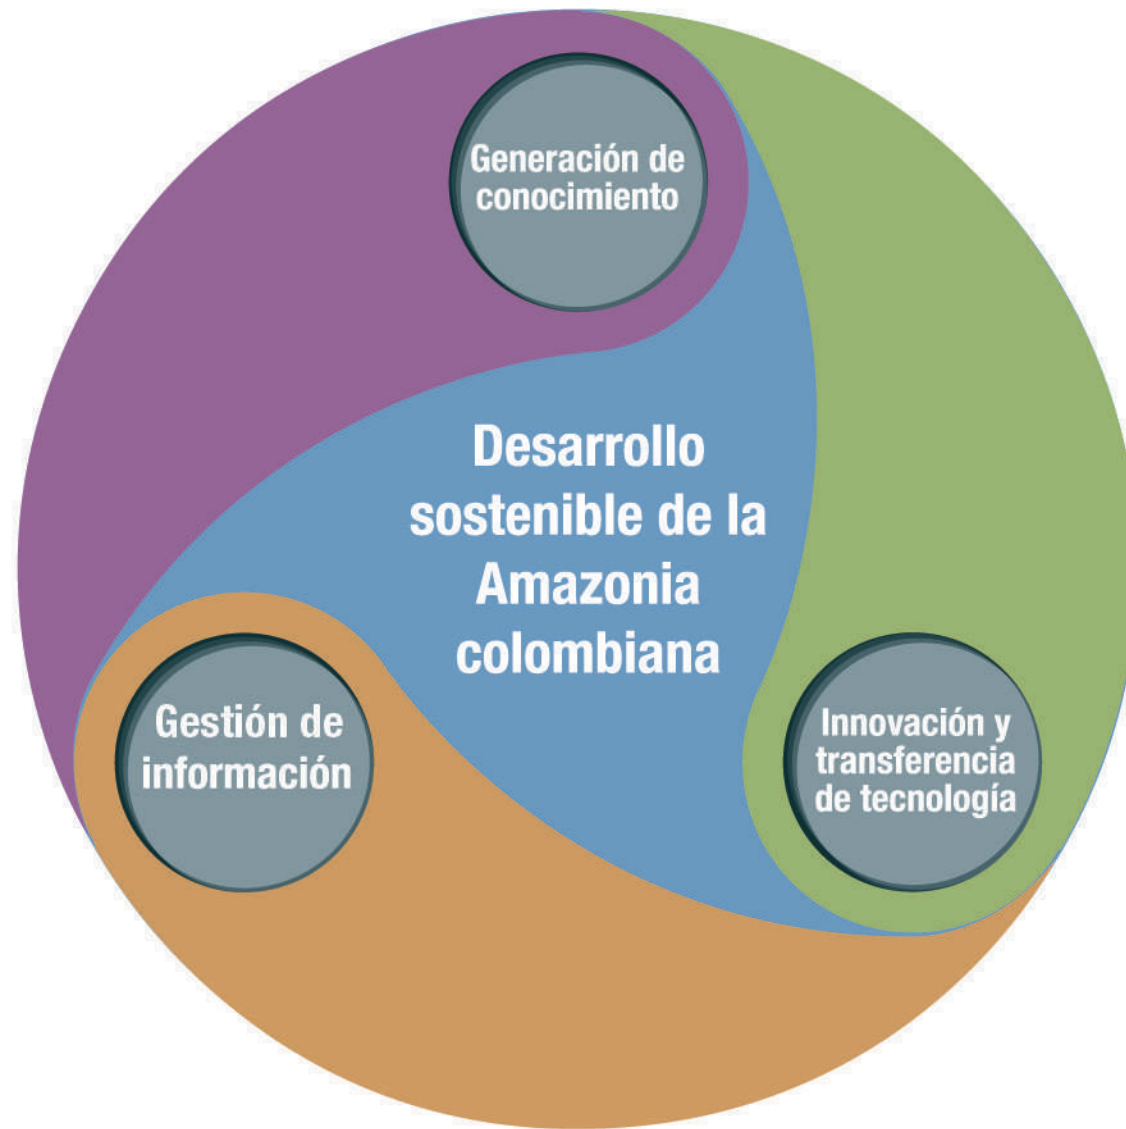 Generación de
conocimiento
Desarrollo
sostenible de la
Amazonia
colombiana
Gestión de
información
Innovación y
transferencia
de tecnología